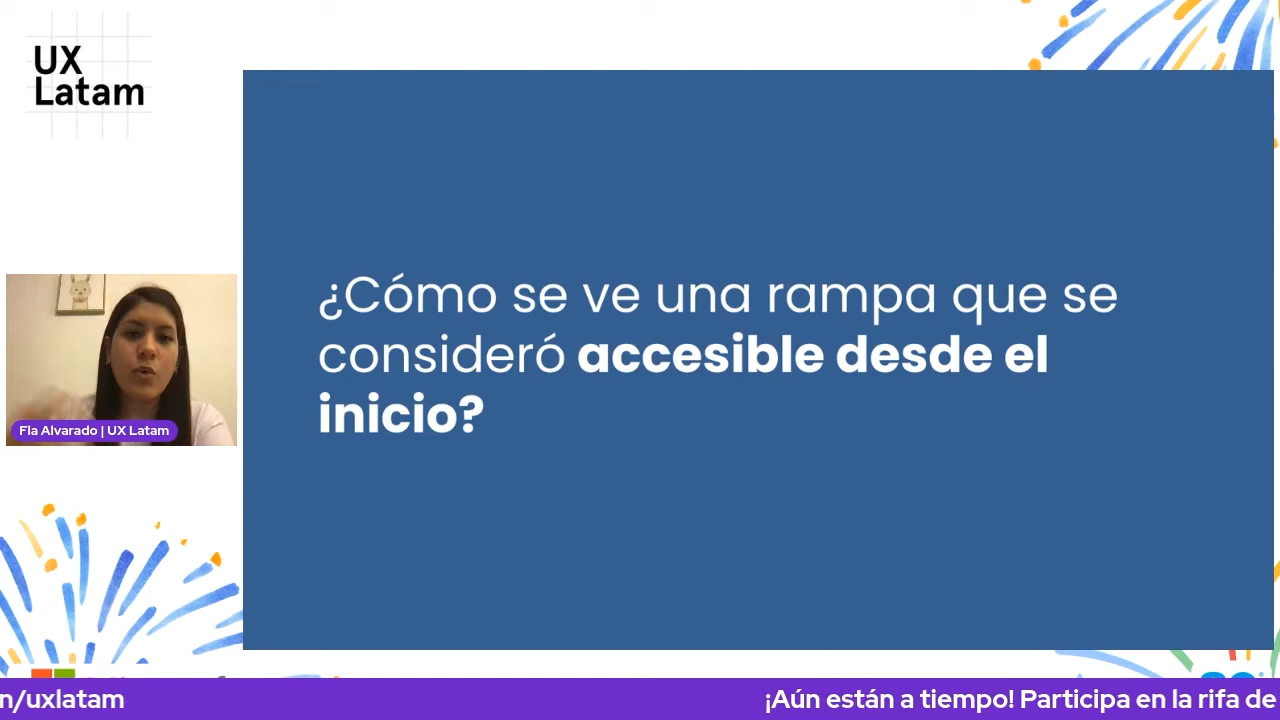 UX
Latam
¿Cómo se ve una rampa que se
consideró accesible desde el
inicio?
Fla Alvarado | UX Latam
n/uxlatam
¡Aún están a tiempo! Participa en la rifa de